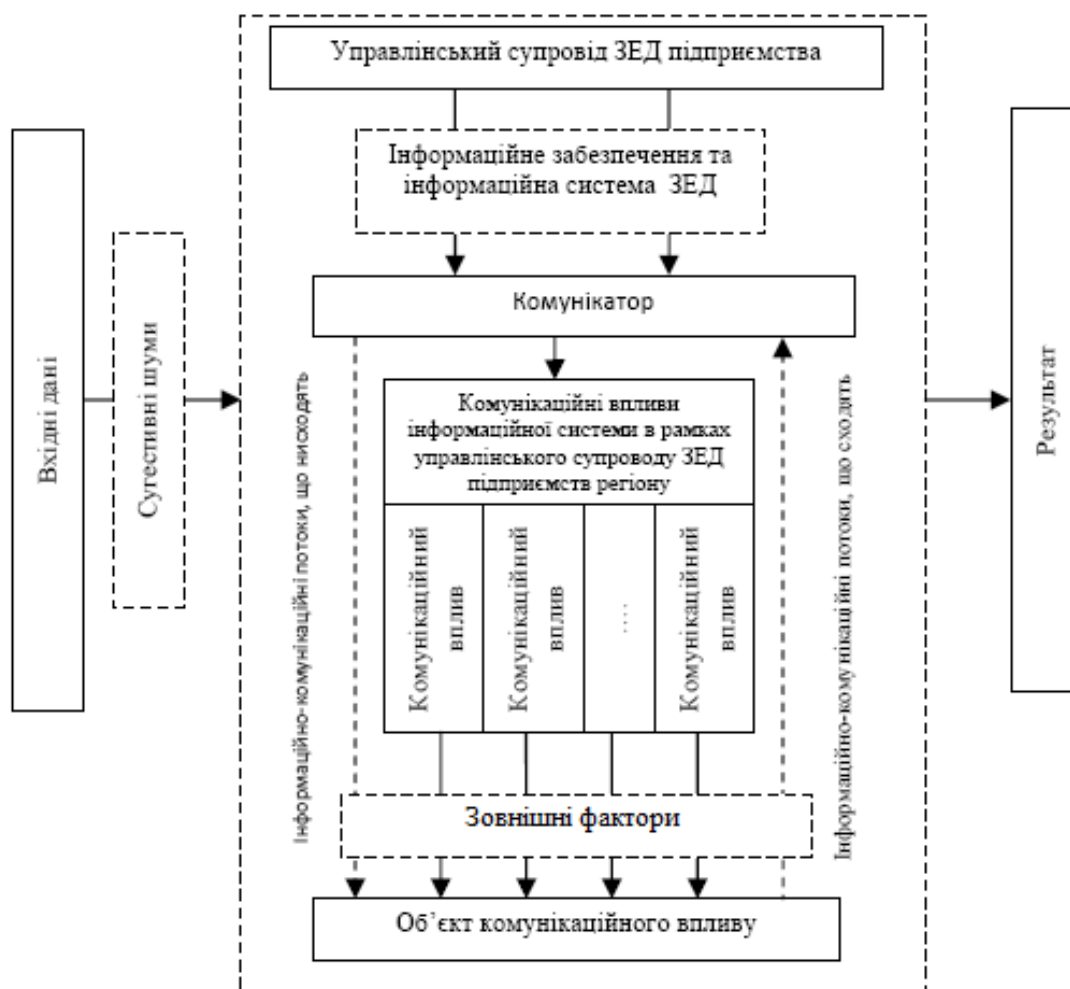 Управлінський супровід ЗЕД підприємства
Інформаційне забезпечення та
інформаційна система ЗЕД
Вхідні дані
Сугестивні шуми
Комунікатор
Результат
Інформаційно-комунікаційні потоки, що нисходять
Комунікаційні впливи
інформаційної системи в рамках
управлінського супроводу ЗЕД
підприємств регіону
Комунікаційний
вплив
Комунікаційний
вплив
....
Комунікаційний
вплив
Інформаційно-комунікаці потоки, що сходять
Зовнішні фактори
Об’єкт комунікаційного впливу